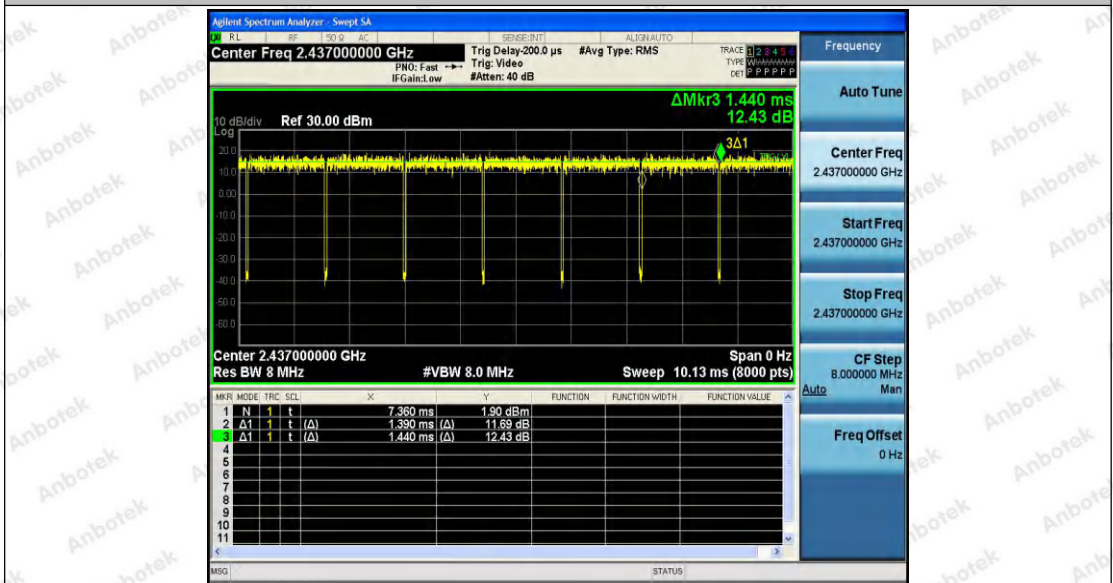 Agilent Spectrum Analyzer - Swept SA
RL RF 50 Ω AC SENSE:INT ALIGNAUTO
Center Freq 2.437000000 GHz
PNO: Fast
IFGain:Low
Trig Delay-200.0 µs
Trig: Video
#Atten: 40 dB
#Avg Type: RMS
TRACE 1 2 3 4 5 6
TYPE W
DET P P P P P P
ΔMkr3 1.440 ms
12.43 dB
10 dB/div Ref 30.00 dBm
Log
20.0
10.0
0.00
-10.0
-20.0
-30.0
-40.0
-50.0
-60.0
3Δ1
Center 2.437000000 GHz Span 0 Hz
Res BW 8 MHz #VBW 8.0 MHz Sweep 10.13 ms (8000 pts)
MKR MODE TRC SCL X Y FUNCTION FUNCTION WIDTH FUNCTION VALUE
1 N 1 t 7.360 ms 1.90 dBm
2 Δ1 1 t (Δ) 1.390 ms (Δ) 11.69 dB
3 Δ1 1 t (Δ) 1.440 ms (Δ) 12.43 dB
4
5
6
7
8
9
10
11
MSG STATUS
Frequency
Auto Tune
Center Freq
2.437000000 GHz
Start Freq
2.437000000 GHz
Stop Freq
2.437000000 GHz
CF Step
8.000000 MHz
Auto Man
Freq Offset
0 Hz
Anbotek